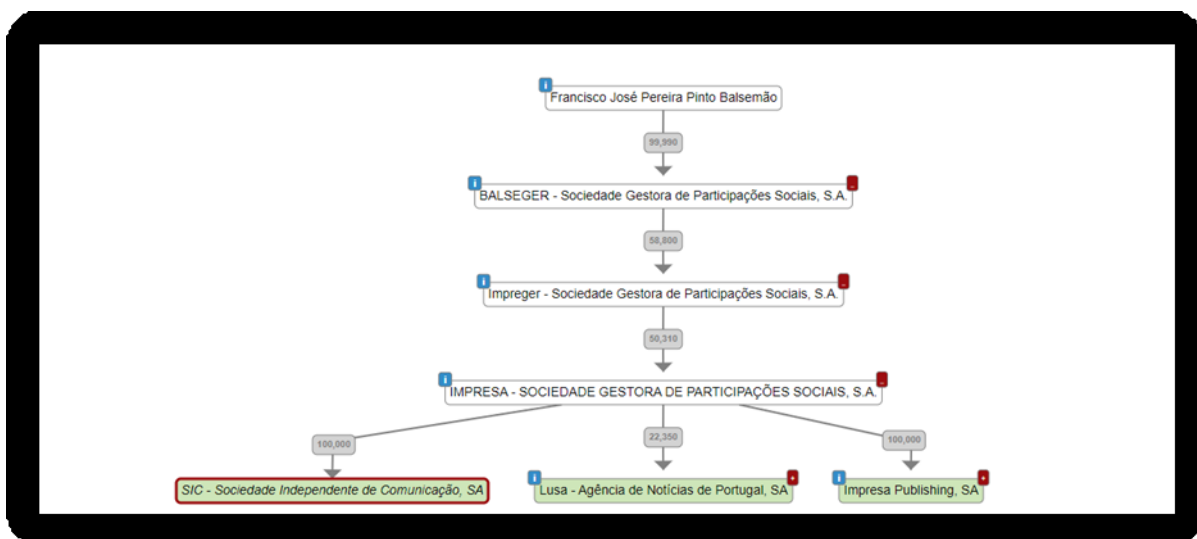 i
Francisco José Pereira Pinto Balsemão
99,990
i
-
BALSEGER - Sociedade Gestora de Participações Sociais, S.A.
58,800
i
-
Impreger - Sociedade Gestora de Participações Sociais, S.A.
50,310
i
-
IMPRESA - SOCIEDADE GESTORA DE PARTICIPAÇÕES SOCIAIS, S.A.
100,000
22,350
100,000
SIC - Sociedade Independente de Comunicação, SA
i
+
Lusa - Agência de Notícias de Portugal, SA
i
+
Impresa Publishing, SA